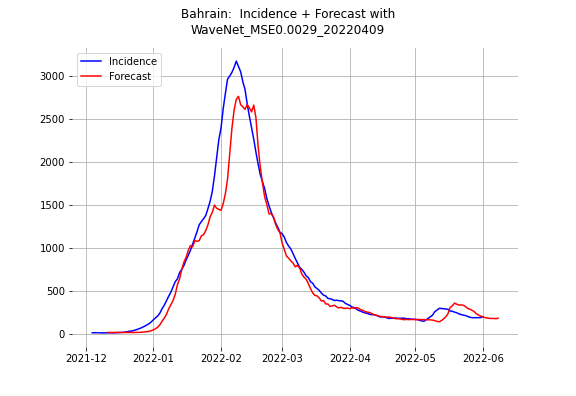 Bahrain:  Incidence + Forecast with
WaveNet_MSE0.0029_20220409
Incidence
Forecast
3000
2500
2000
1500
1000
500
0
2021-12 2022-01 2022-02 2022-03 2022-04 2022-05 2022-06